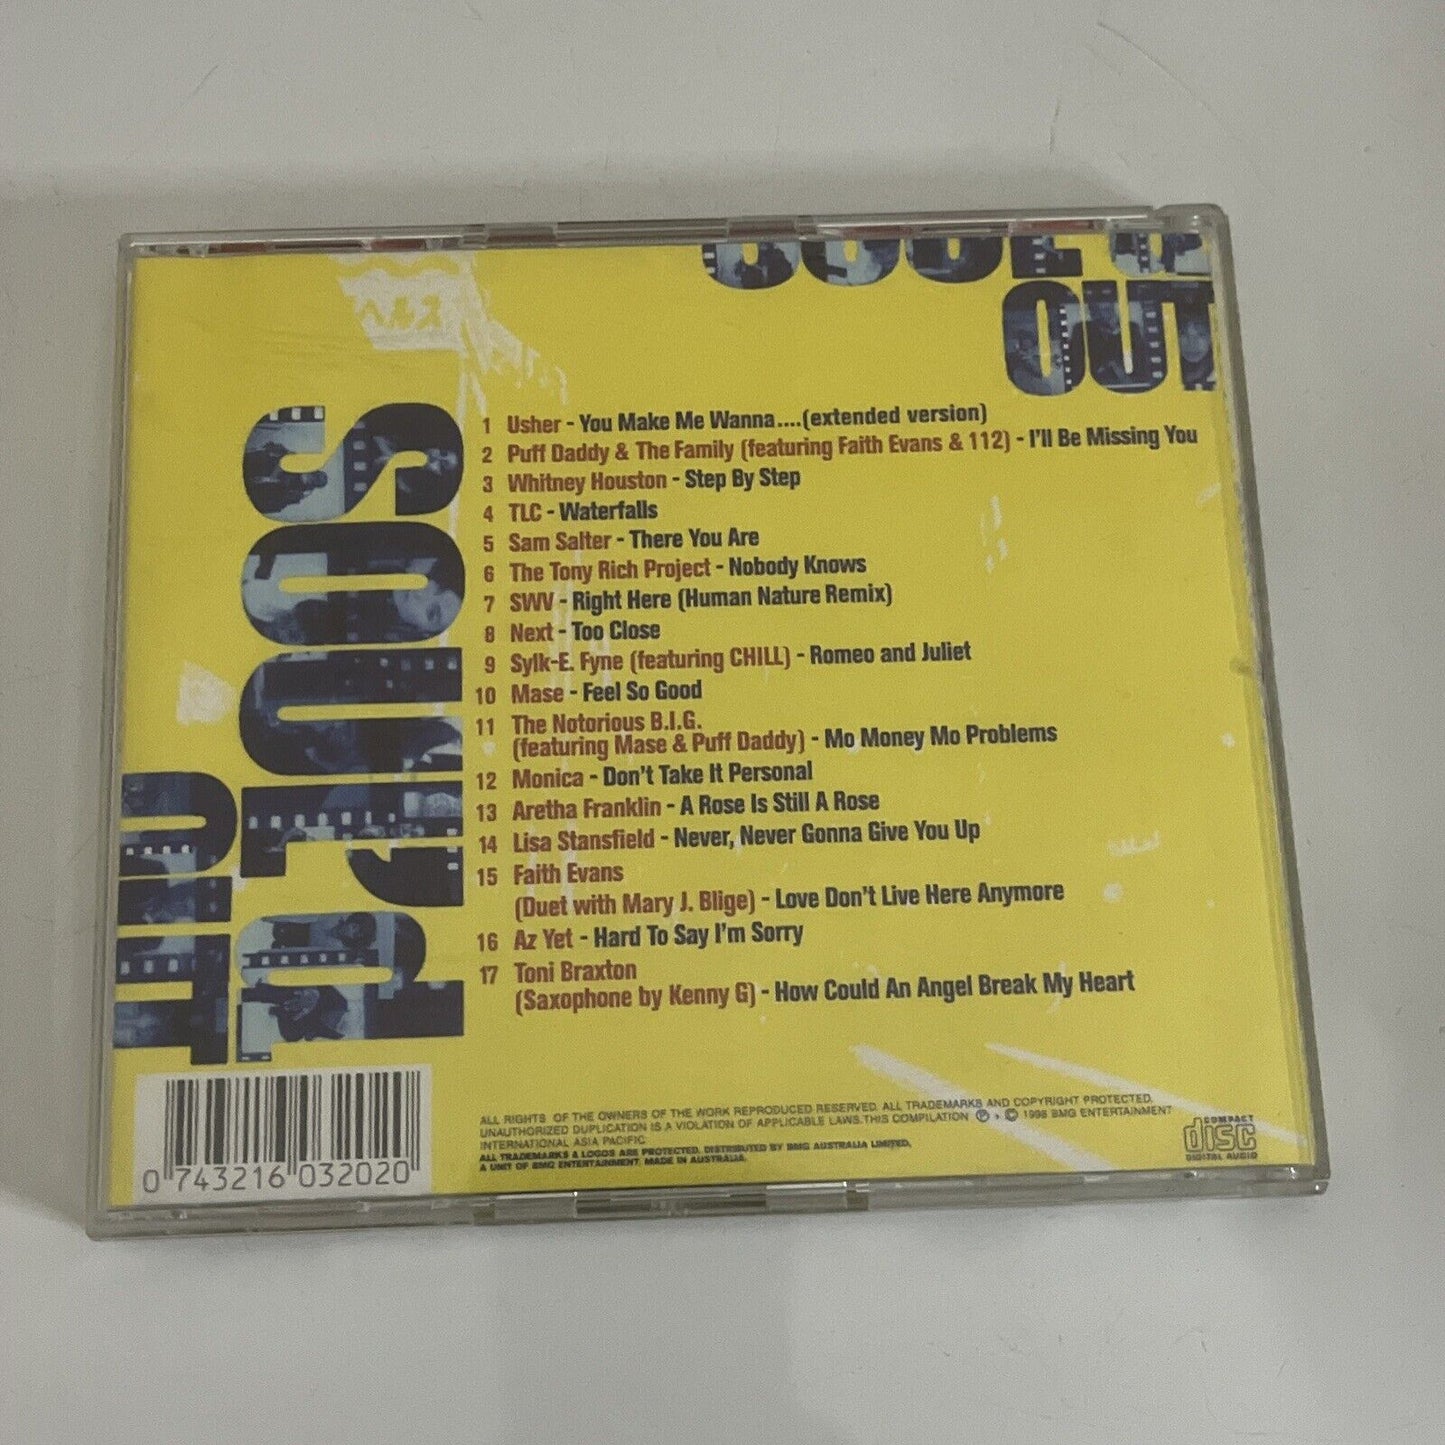 OUT
ヘルス
SOUL'D
OUT
1 Usher - You Make Me Wanna....(extended version)
2 Puff Daddy & The Family (featuring Faith Evans & 112) - I'll Be Missing You
3 Whitney Houston - Step By Step
4 TLC - Waterfalls
5 Sam Salter - There You Are
6 The Tony Rich Project - Nobody Knows
7 SWV - Right Here (Human Nature Remix)
8 Next - Too Close
9 Sylk-E. Fyne (featuring CHILL) - Romeo and Juliet
10 Mase - Feel So Good
11 The Notorious B.I.G.
(featuring Mase & Puff Daddy) - Mo Money Mo Problems
12 Monica - Don't Take It Personal
13 Aretha Franklin - A Rose Is Still A Rose
14 Lisa Stansfield - Never, Never Gonna Give You Up
15 Faith Evans
(Duet with Mary J. Blige) - Love Don't Live Here Anymore
16 Az Yet - Hard To Say I'm Sorry
17 Toni Braxton
(Saxophone by Kenny G) - How Could An Angel Break My Heart
0 743216 032020
ALL RIGHTS OF THE OWNERS OF THE WORK REPRODUCED RESERVED. ALL TRADEMARKS AND COPYRIGHT PROTECTED.
UNAUTHORIZED DUPLICATION IS A VIOLATION OF APPLICABLE LAWS.THIS COMPILATION ℗ + © 1998 BMG ENTERTAINMENT
INTERNATIONAL ASIA PACIFIC
ALL TRADEMARKS & LOGOS ARE PROTECTED. DISTRIBUTED BY BMG AUSTRALIA LIMITED.
A UNIT OF BMG ENTERTAINMENT. MADE IN AUSTRALIA.
COMPACT
disc
DIGITAL AUDIO